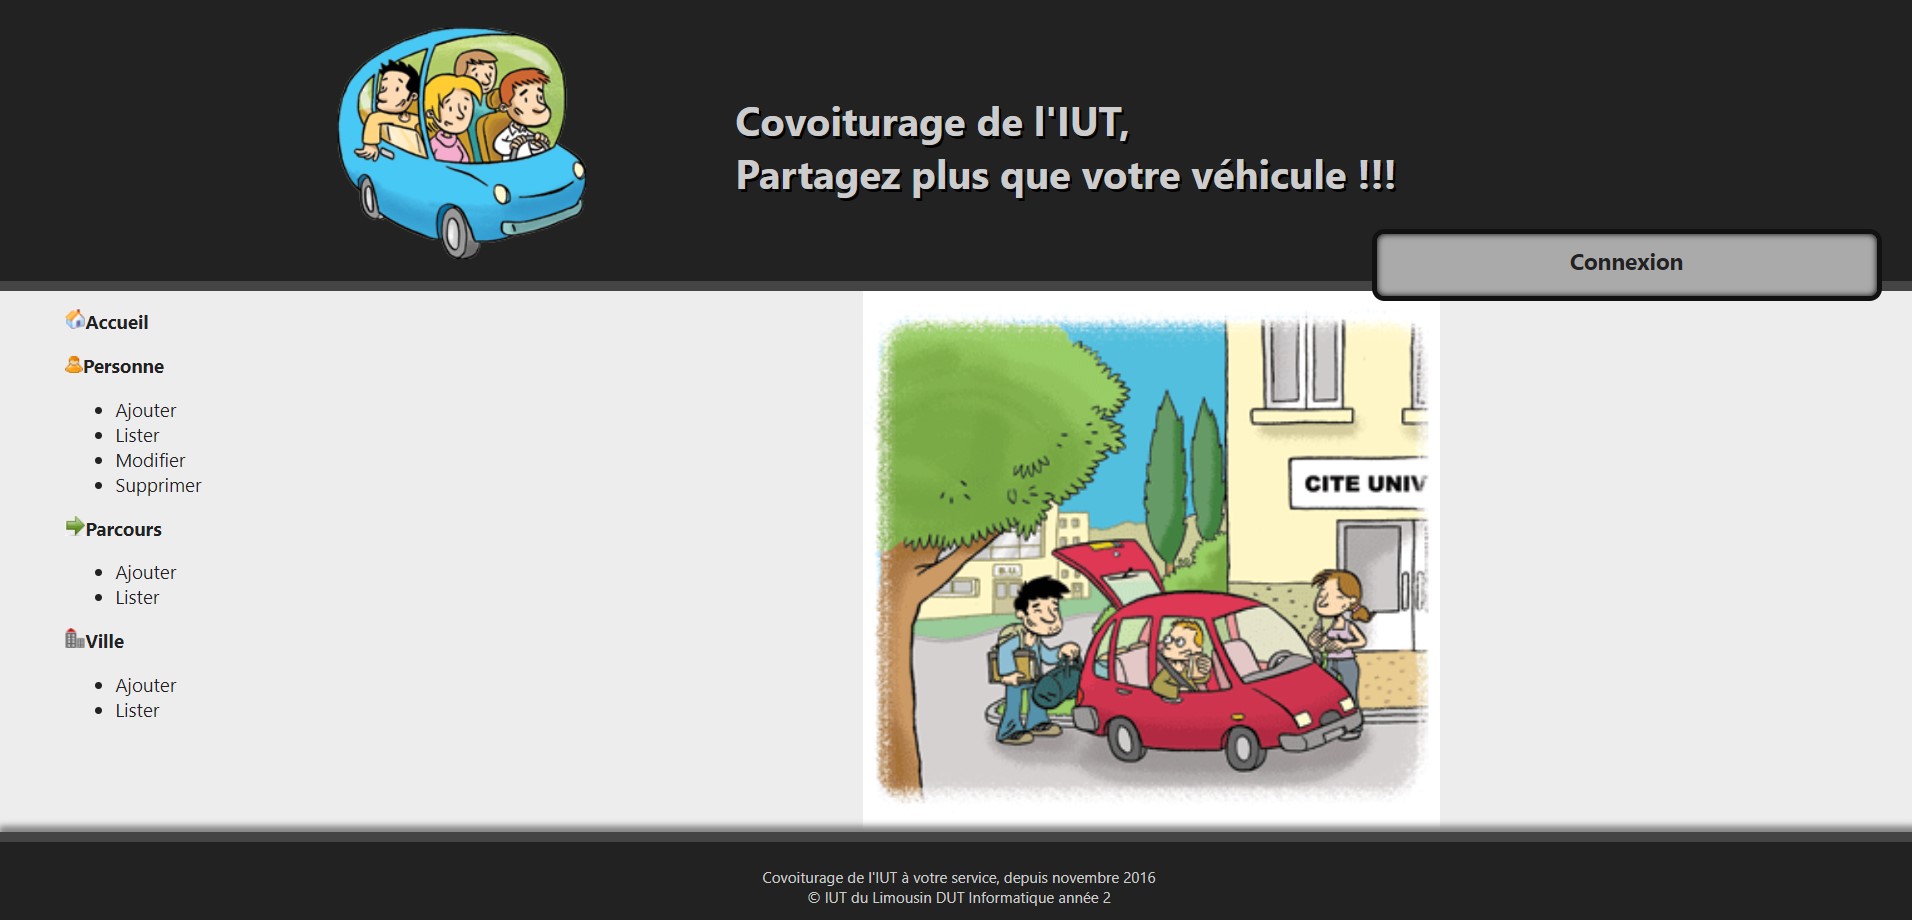 Covoiturage de l'IUT,
Partagez plus que votre véhicule !!!
Connexion
Accueil
Personne
Ajouter
Lister
Modifier
Supprimer
Parcours
Ajouter
Lister
Ville
Ajouter
Lister
CITE UNIV
B.U.
Covoiturage de l'IUT à votre service, depuis novembre 2016
© IUT du Limousin DUT Informatique année 2